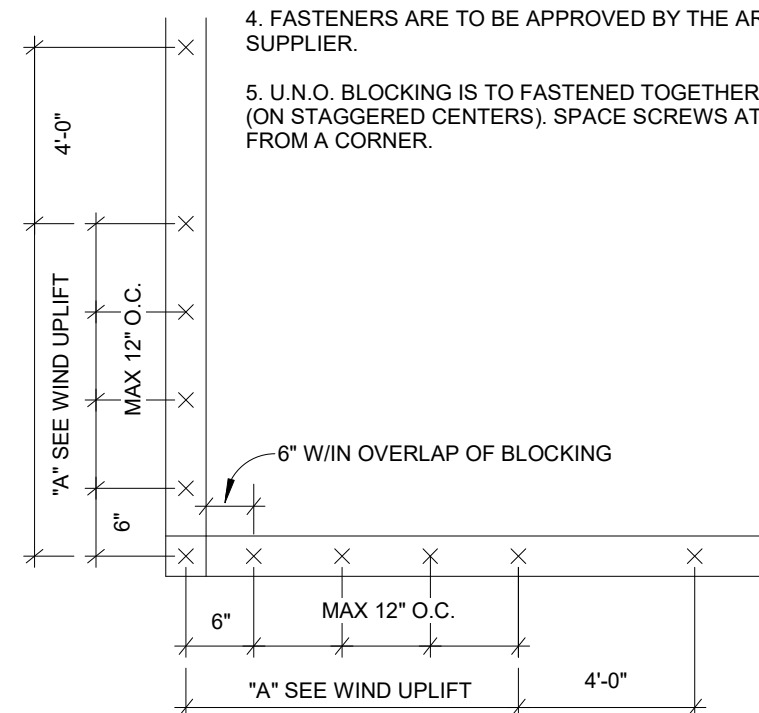 4. FASTENERS ARE TO BE APPROVED BY THE
SUPPLIER.
5. U.N.O. BLOCKING IS TO FASTENED TOGETHER
(ON STAGGERED CENTERS). SPACE SCREWS AT
FROM A CORNER.
4'-0"
"A" SEE WIND UPLIFT
MAX 12" O.C.
6"
6" W/IN OVERLAP OF BLOCKING
6"
MAX 12" O.C.
"A" SEE WIND UPLIFT
4'-0"